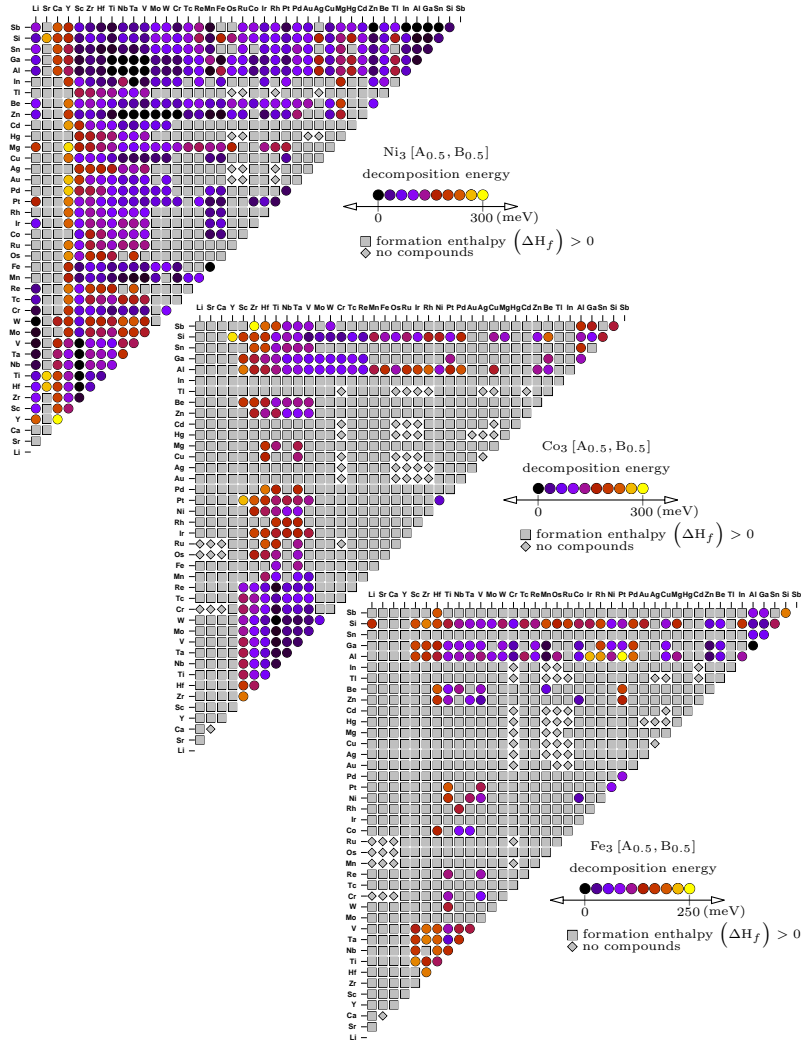 Li Sr Ca Y Sc Zr Hf Ti Nb Ta V Mo W Cr Tc Re Mn Fe Os Ru Co Ir Rh Pt Pd Au Ag Cu Mg Hg Cd Zn Be Tl In Al Ga Sn Si Sb
Sb
Si
Sn
Ga
Al
In
Tl
Be
Zn
Cd
Hg
Mg
Cu
Ag
Au
Pd
Pt
Rh
Ir
Co
Ru
Os
Fe
Mn
Re
Tc
Cr
W
Mo
V
Ta
Nb
Ti
Hf
Zr
Sc
Y
Ca
Sr
Li
Ni₃ [A₀.₅, B₀.₅]
decomposition energy
0 300 (meV)
formation enthalpy (ΔH_f) > 0
no compounds
Li Sr Ca Y Sc Zr Hf Ti Nb Ta V Mo W Cr Tc Re Mn Fe Os Ru Ir Rh Ni Pt Pd Au Ag Cu Mg Hg Cd Zn Be Tl In Al Ga Sn Si Sb
Sb
Si
Sn
Ga
Al
In
Tl
Be
Zn
Cd
Hg
Mg
Cu
Ag
Au
Pd
Pt
Ni
Rh
Ir
Ru
Os
Fe
Mn
Re
Tc
Cr
W
Mo
V
Ta
Nb
Ti
Hf
Zr
Sc
Y
Ca
Sr
Li
Co₃ [A₀.₅, B₀.₅]
decomposition energy
0 300 (meV)
formation enthalpy (ΔH_f) > 0
no compounds
Li Sr Ca Y Sc Zr Hf Ti Nb Ta V Mo W Cr Tc Re Mn Os Ru Co Ir Rh Ni Pt Pd Au Ag Cu Mg Hg Cd Zn Be Tl In Al Ga Sn Si Sb
Sb
Si
Sn
Ga
Al
In
Tl
Be
Zn
Cd
Hg
Mg
Cu
Ag
Au
Pd
Pt
Ni
Rh
Ir
Co
Ru
Os
Mn
Re
Tc
Cr
W
Mo
V
Ta
Nb
Ti
Hf
Zr
Sc
Y
Ca
Sr
Li
Fe₃ [A₀.₅, B₀.₅]
decomposition energy
0 250 (meV)
formation enthalpy (ΔH_f) > 0
no compounds